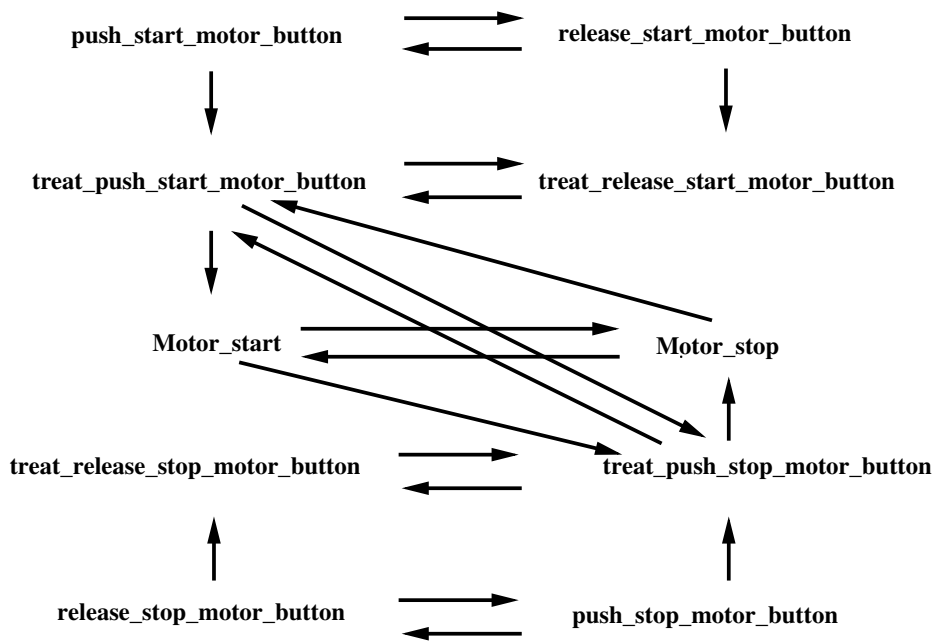 push_start_motor_button
release_start_motor_button
treat_push_start_motor_button
treat_release_start_motor_button
Motor_start
Motor_stop
treat_release_stop_motor_button
treat_push_stop_motor_button
release_stop_motor_button
push_stop_motor_button